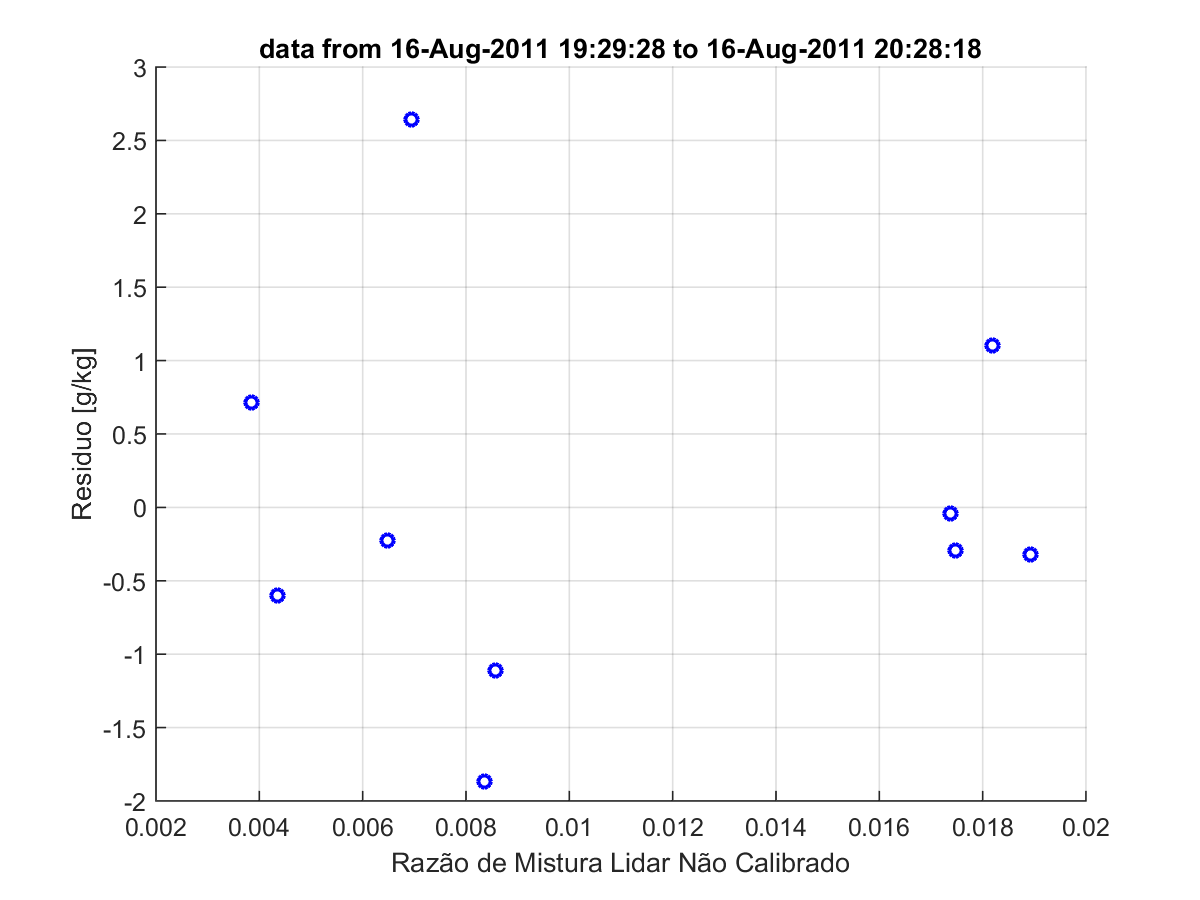 data from 16-Aug-2011 19:29:28 to 16-Aug-2011 20:28:18
3
2.5
2
1.5
1
0.5
0
-0.5
-1
-1.5
-2
Residuo [g/kg]
0.002 0.004 0.006 0.008 0.01 0.012 0.014 0.016 0.018 0.02
Razão de Mistura Lidar Não Calibrado